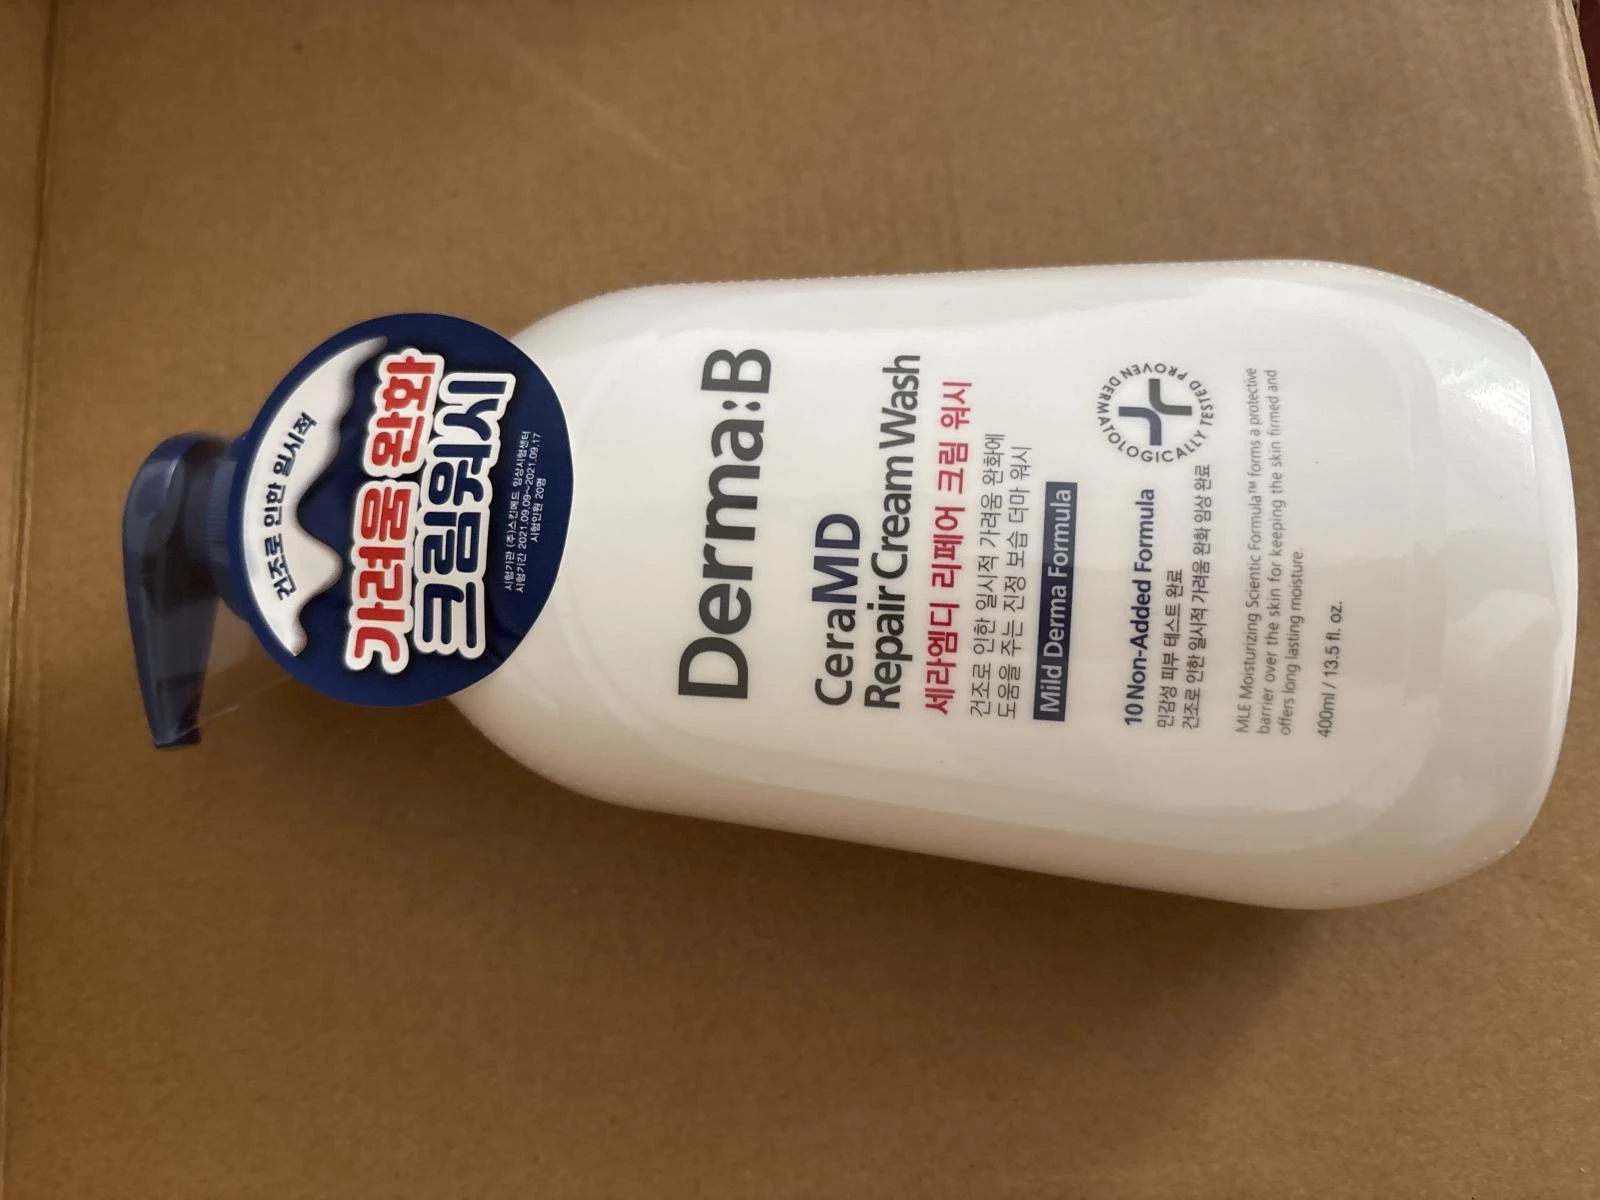 건조로 인한 일시적
가려움 완화
크림워시
시험기관 (주)스킨메드 임상시험센터
시험기간 2021.09.09~2021.09.17
시험인원 20명
Derma:B
CeraMD
Repair Cream Wash
세라엠디 리페어 크림 워시
건조로 인한 일시적 가려움 완화에
도움을 주는 진정 보습 더마 워시
Mild Derma Formula
10 Non-Added Formula
민감성 피부 테스트 완료
건조로 인한 일시적 가려움 완화 임상 완료
DERMATOLOGICALLY TESTED PROVEN
MLE Moisturizing Scientic Formula™ forms a protective
barrier over the skin for keeping the skin firmed and
offers long lasting moisture.
400ml / 13.5 fl. oz.